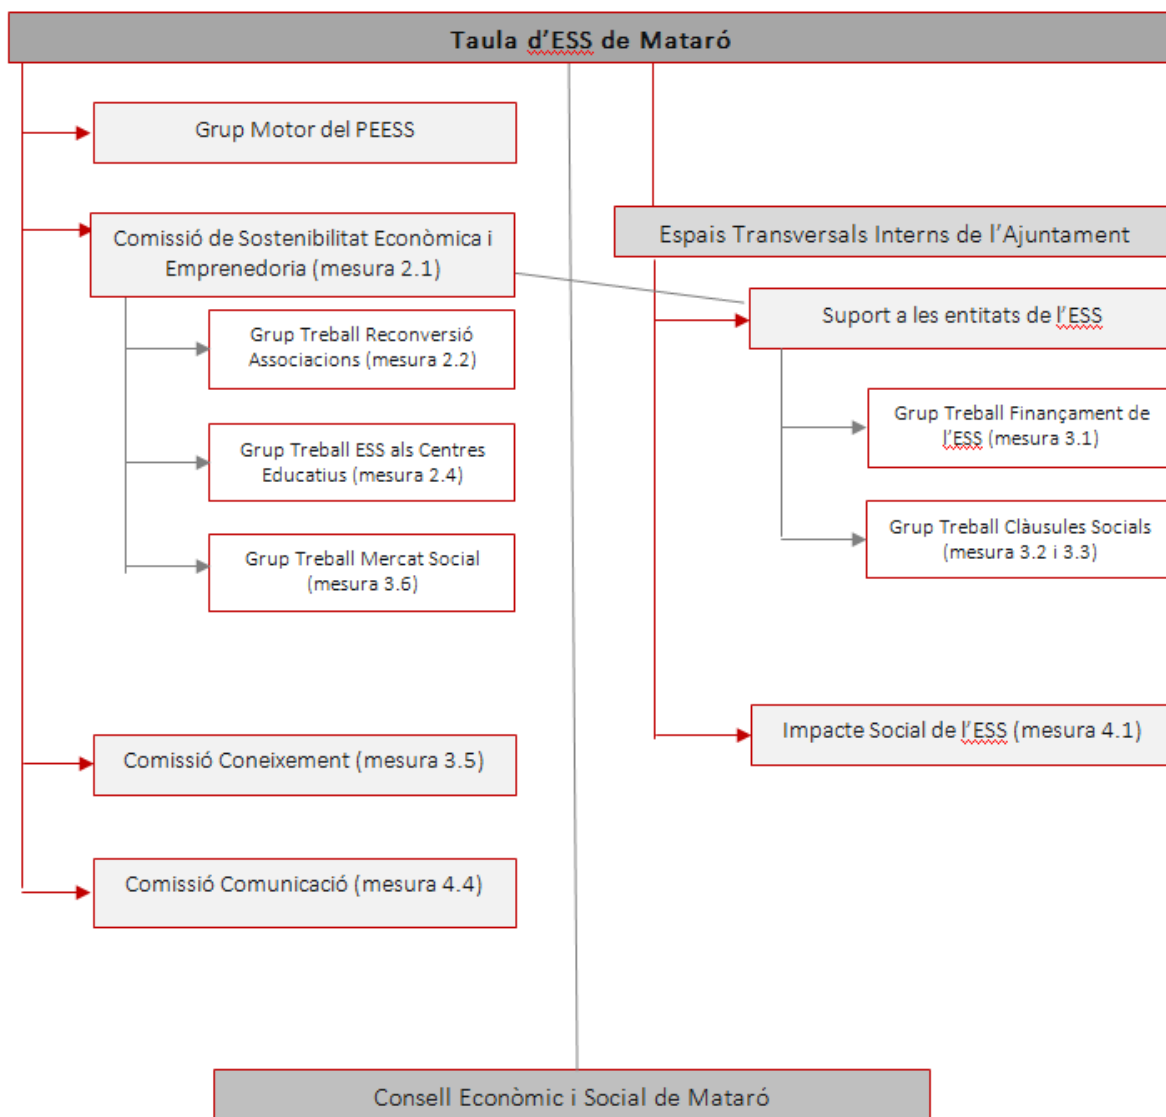 Taula d'ESS de Mataró
Grup Motor del PEESS
Comissió de Sostenibilitat Econòmica i
Emprenedoria (mesura 2.1)
Grup Treball Reconversió
Associacions (mesura 2.2)
Grup Treball ESS als Centres
Educatius (mesura 2.4)
Grup Treball Mercat Social
(mesura 3.6)
Comissió Coneixement (mesura 3.5)
Comissió Comunicació (mesura 4.4)
Espais Transversals Interns de l'Ajuntament
Suport a les entitats de l'ESS
Grup Treball Finançament de
l'ESS (mesura 3.1)
Grup Treball Clàusules Socials
(mesura 3.2 i 3.3)
Impacte Social de l'ESS (mesura 4.1)
Consell Econòmic i Social de Mataró